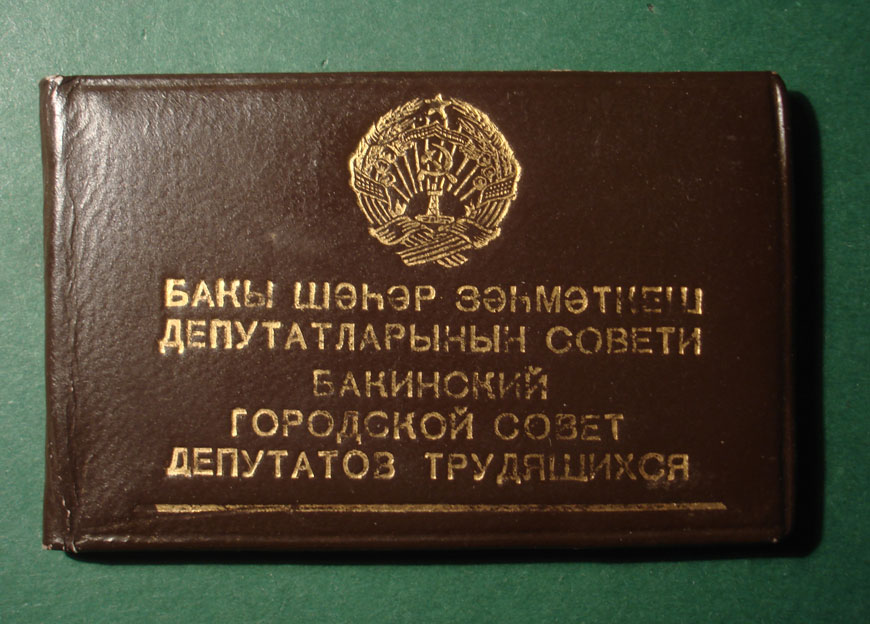 БАКЫ ШӘҺӘР ЗӘҺМӘТКЕШ
ДЕПУТАТЛАРЫНЫН СОВЕТИ
БАКИНСКИЙ
ГОРОДСКОЙ СОВЕТ
ДЕПУТАТОВ ТРУДЯЩИХСЯ